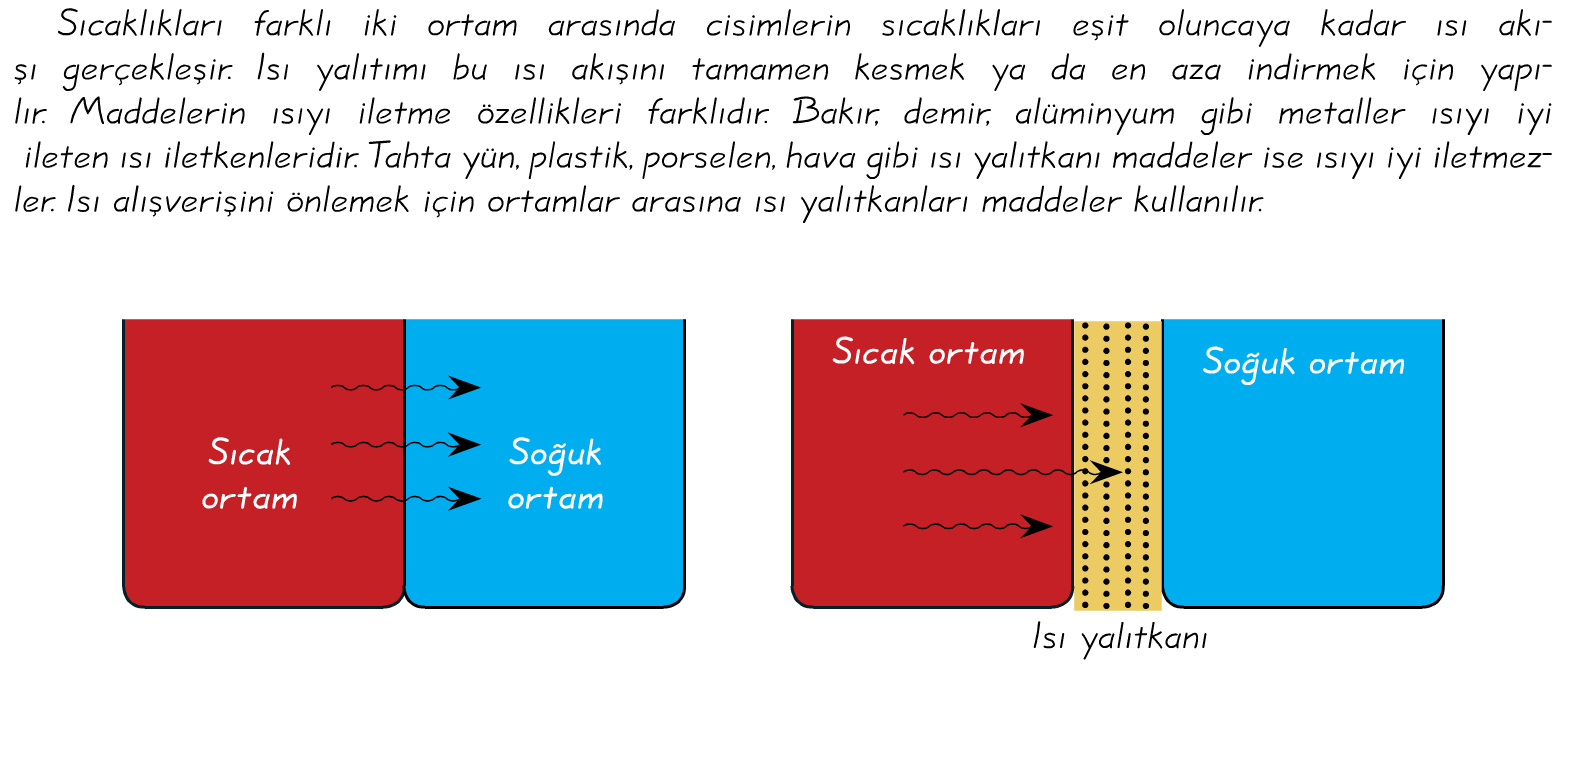 Sıcaklıkları farklı iki ortam arasında cisimlerin sıcaklıkları eşit oluncaya kadar ısı akı-
şı gerçekleşir. Isı yalıtımı bu ısı akışını tamamen kesmek ya da en aza indirmek için yapı-
lır. Maddelerin ısıyı iletme özellikleri farklıdır. Bakır, demir, alüminyum gibi metaller ısıyı iyi
ileten ısı iletkenleridir. Tahta yün, plastik, porselen, hava gibi ısı yalıtkanı maddeler ise ısıyı iyi iletmez-
ler. Isı alışverişini önlemek için ortamlar arasına ısı yalıtkanları maddeler kullanılır.
Sıcak
ortam
Soğuk
ortam
Sıcak ortam
Soğuk ortam
Isı yalıtkanı